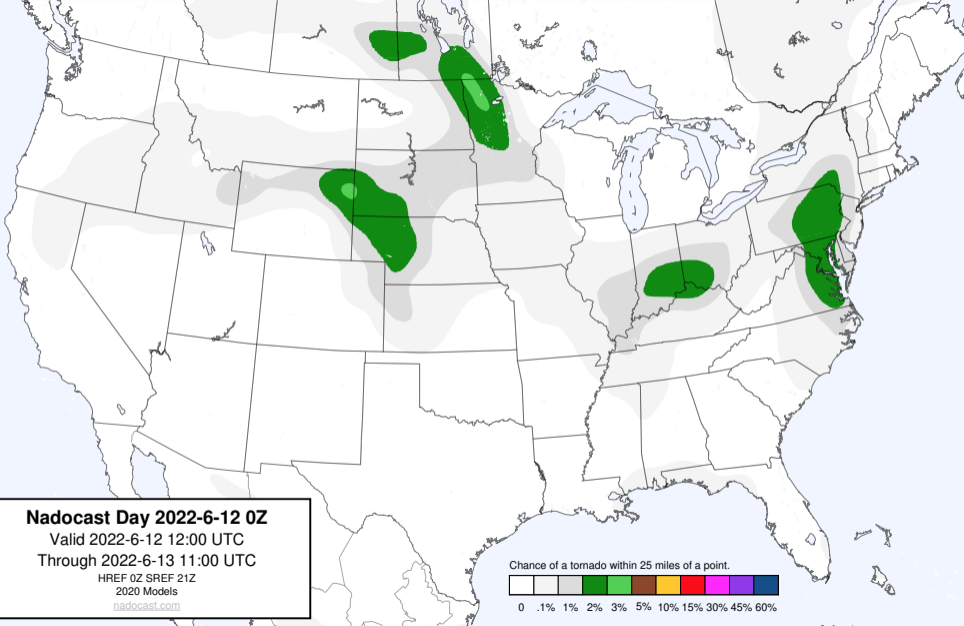 Nadocast Day 2022-6-12 0Z
Valid 2022-6-12 12:00 UTC
Through 2022-6-13 11:00 UTC
HREF 0Z SREF 21Z
2020 Models
nadocast.com
Chance of a tornado within 25 miles of a point.
0 .1% 1% 2% 3% 5% 10% 15% 30% 45% 60%